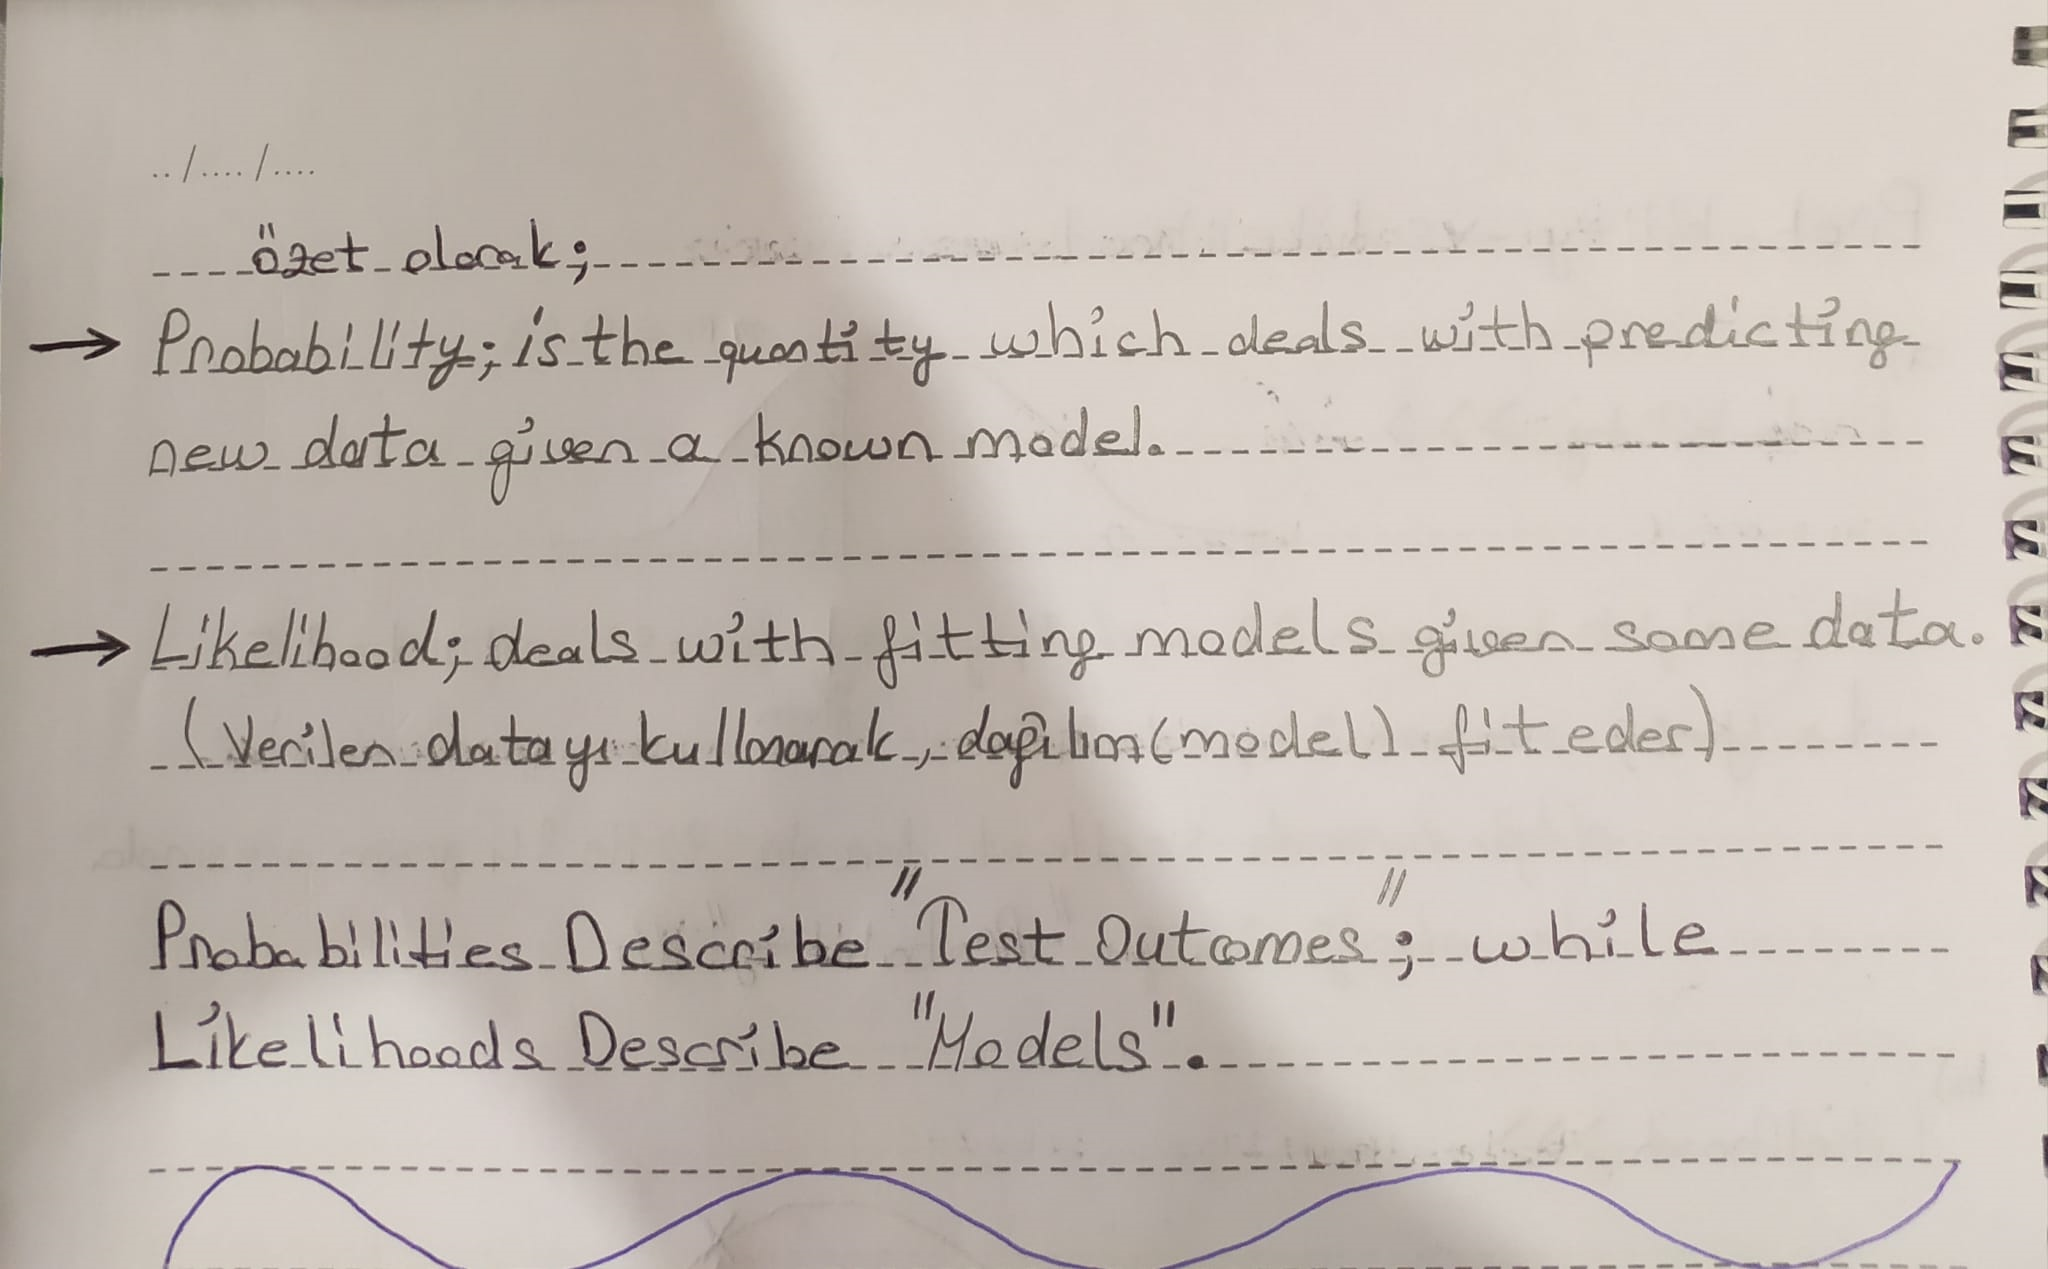 ../..../....
özet olarak;
→ Probability; is the quantity which deals with predicting
new data given a known model.
→ Likelihood; deals with fitting models given some data.
(Verilen datayı kullanarak, dağılım(model) fit eder)
Probabilities Describe "Test Outcomes"; while
Likelihoods Describe "Models".